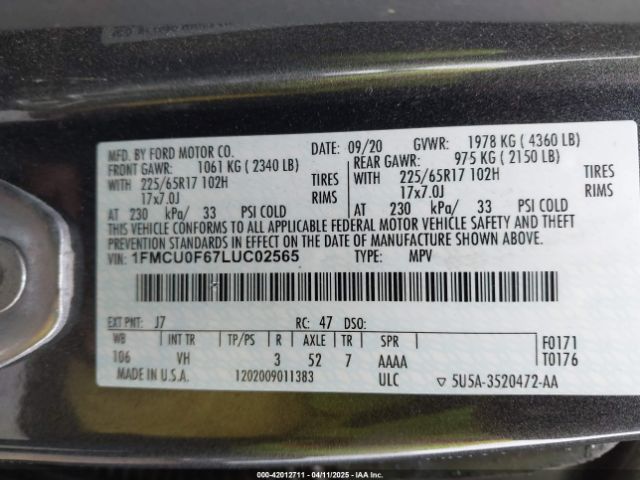 MFD. BY FORD MOTOR CO. DATE: 09/20 GVWR: 1978 KG ( 4360 LB)
FRONT GAWR: 1061 KG ( 2340 LB) REAR GAWR: 975 KG ( 2150 LB)
WITH 225/65R17 102H TIRES WITH 225/65R17 102H TIRES
17x7.0J RIMS 17x7.0J RIMS
AT 230 kPa/ 33 PSI COLD AT 230 kPa/ 33 PSI COLD
THIS VEHICLE CONFORMS TO ALL APPLICABLE FEDERAL MOTOR VEHICLE SAFETY AND THEFT
PREVENTION STANDARDS IN EFFECT ON THE DATE OF MANUFACTURE SHOWN ABOVE.
VIN: 1FMCU0F67LUC02565 TYPE: MPV
EXT PNT: J7 RC: 47 DSO:
WB INT TR TP/PS R AXLE TR SPR F0171
106 VH 3 52 7 AAAA T0176
MADE IN U.S.A. 1202009011383 ULC ▽ 5U5A-3520472-AA
000-42012711 - 04/11/2025 - IAAI, Inc.